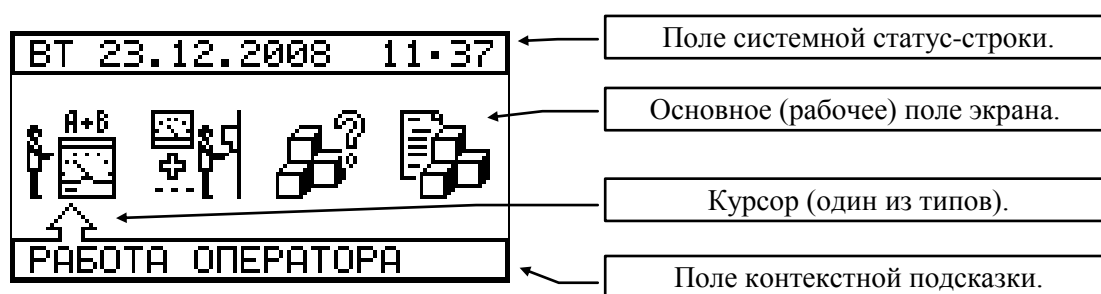 ВТ 23.12.2008 11·37
Поле системной статус-строки.
A+B
Основное (рабочее) поле экрана.
Курсор (один из типов).
РАБОТА ОПЕРАТОРА
Поле контекстной подсказки.